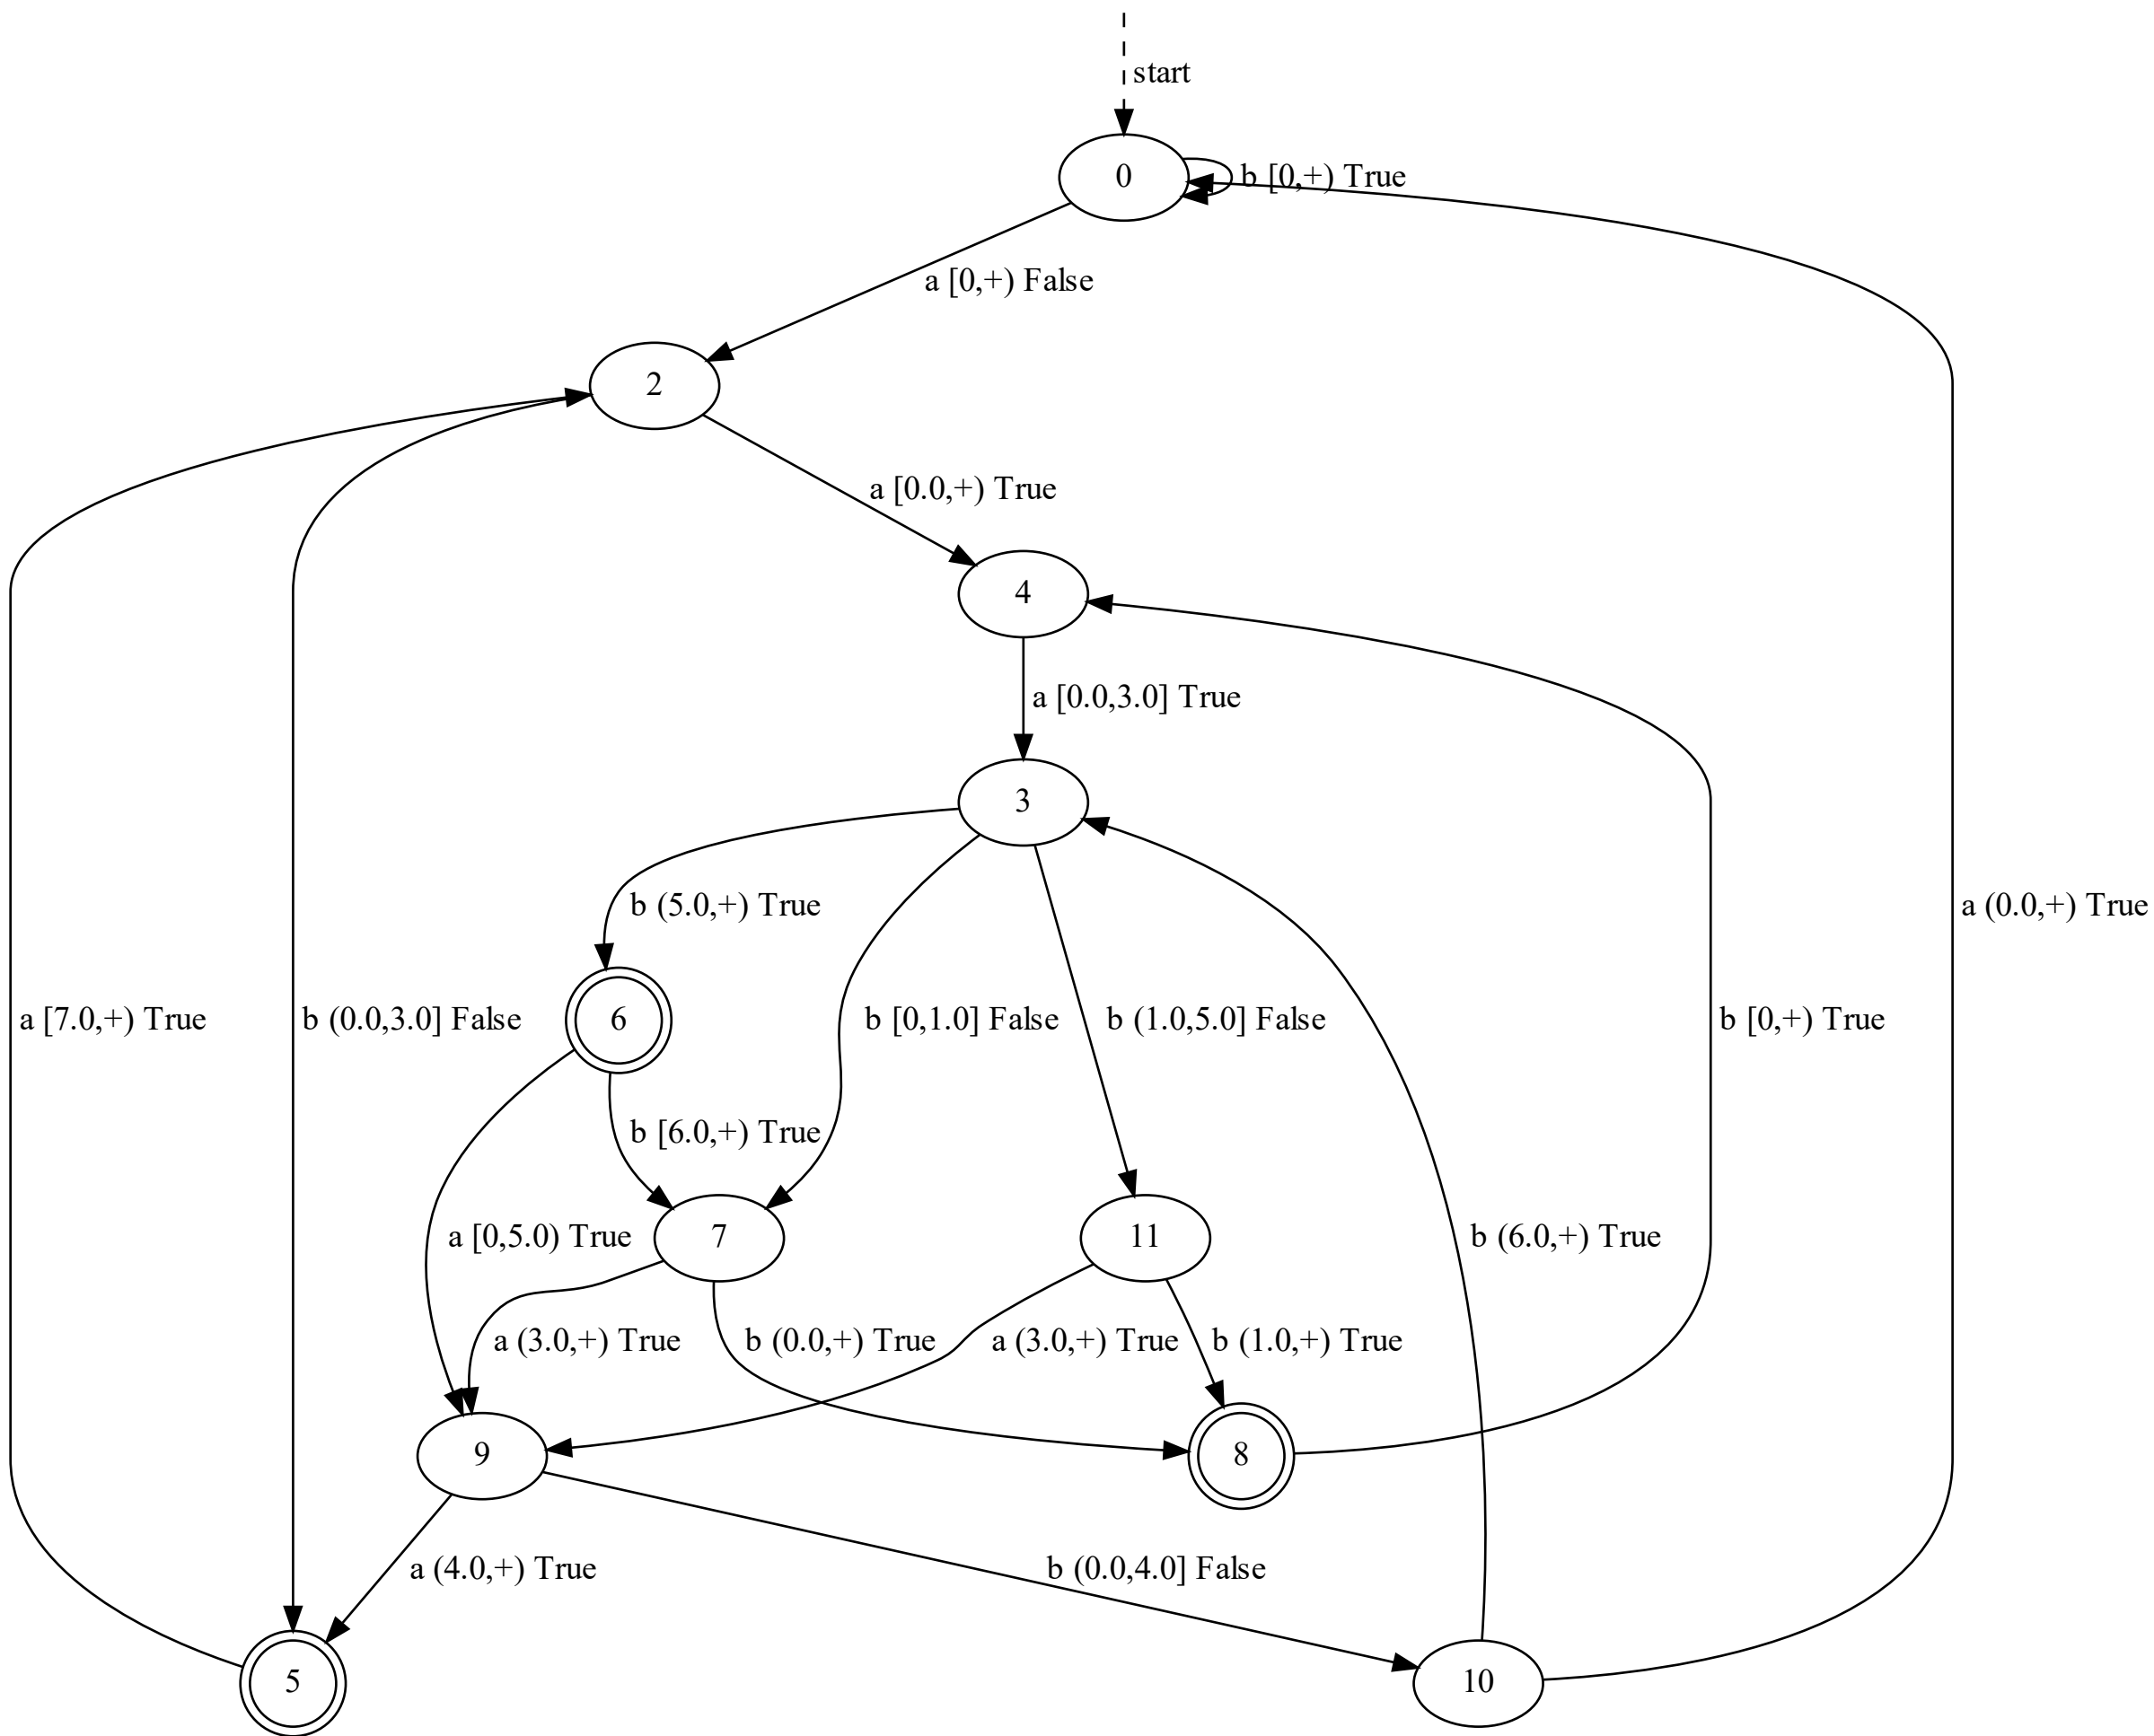 start
0
b [0,+) True
a [0,+) False
2
a [0.0,+) True
4
a [0.0,3.0] True
3
b (5.0,+) True
a (0.0,+) True
6
a [7.0,+) True
b (0.0,3.0] False
b [0,1.0] False
b (1.0,5.0] False
b [0,+) True
b [6.0,+) True
a [0,5.0) True
7
11
b (6.0,+) True
a (3.0,+) True
b (0.0,+) True
a (3.0,+) True
b (1.0,+) True
9
8
a (4.0,+) True
b (0.0,4.0] False
5
10